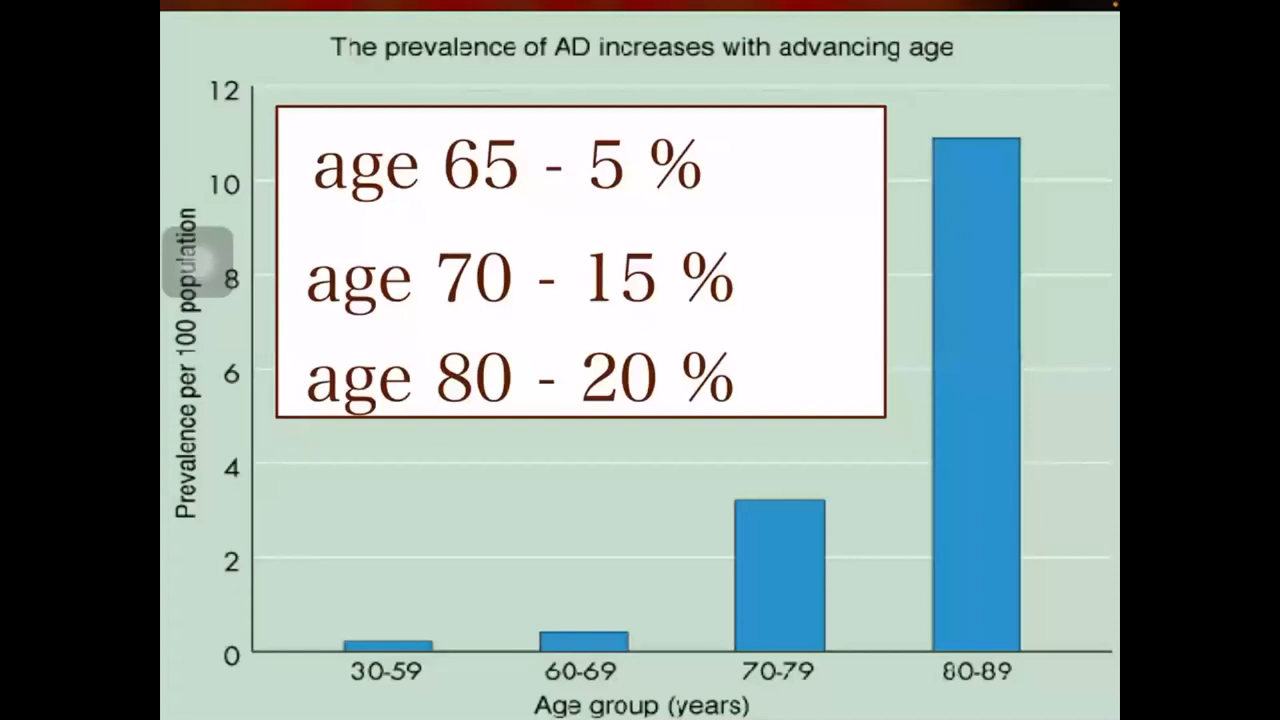 The prevalence of AD increases with advancing age
12
10
8
6
4
2
0
Prevalence per 100 population
age 65 - 5 %
age 70 - 15 %
age 80 - 20 %
30-59 60-69 70-79 80-89
Age group (years)